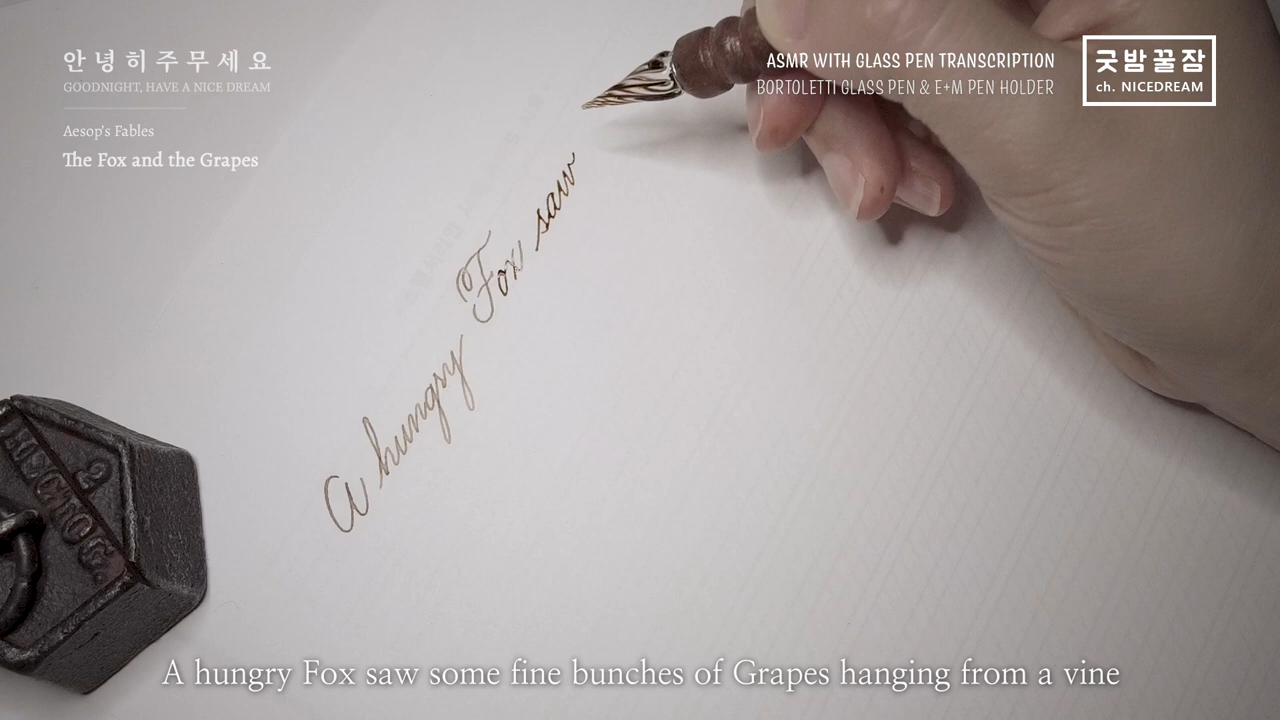 안녕히주무세요
GOODNIGHT, HAVE A NICE DREAM
Aesop's Fables
The Fox and the Grapes
ASMR WITH GLASS PEN TRANSCRIPTION
BORTOLETTI GLASS PEN & E+M PEN HOLDER
굿밤꿀잠
ch. NICEDREAM
A hungry Fox saw
2
HECTOG.
A hungry Fox saw some fine bunches of Grapes hanging from a vine